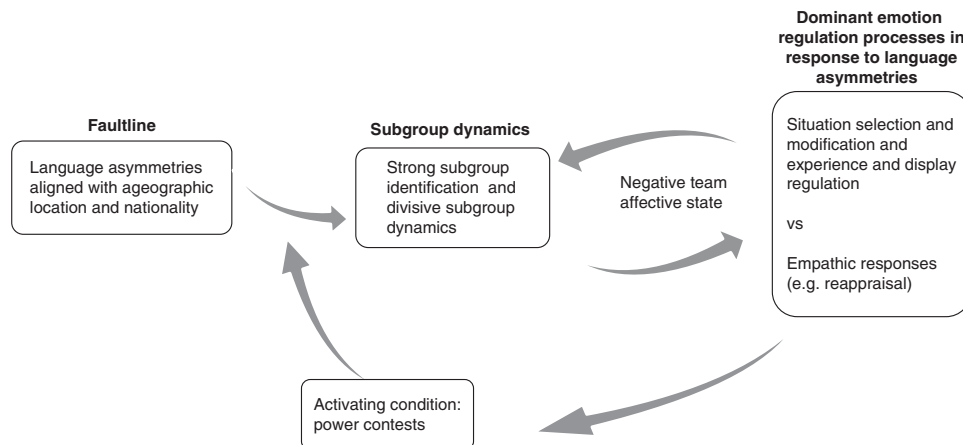 Faultline
Language asymmetries
aligned with ageographic
location and nationality
Subgroup dynamics
Strong subgroup
identification and
divisive subgroup
dynamics
Negative team
affective state
Dominant emotion
regulation processes in
response to language
asymmetries
Situation selection and
modification and
experience and display
regulation
vs
Empathic responses
(e.g. reappraisal)
Activating condition:
power contests